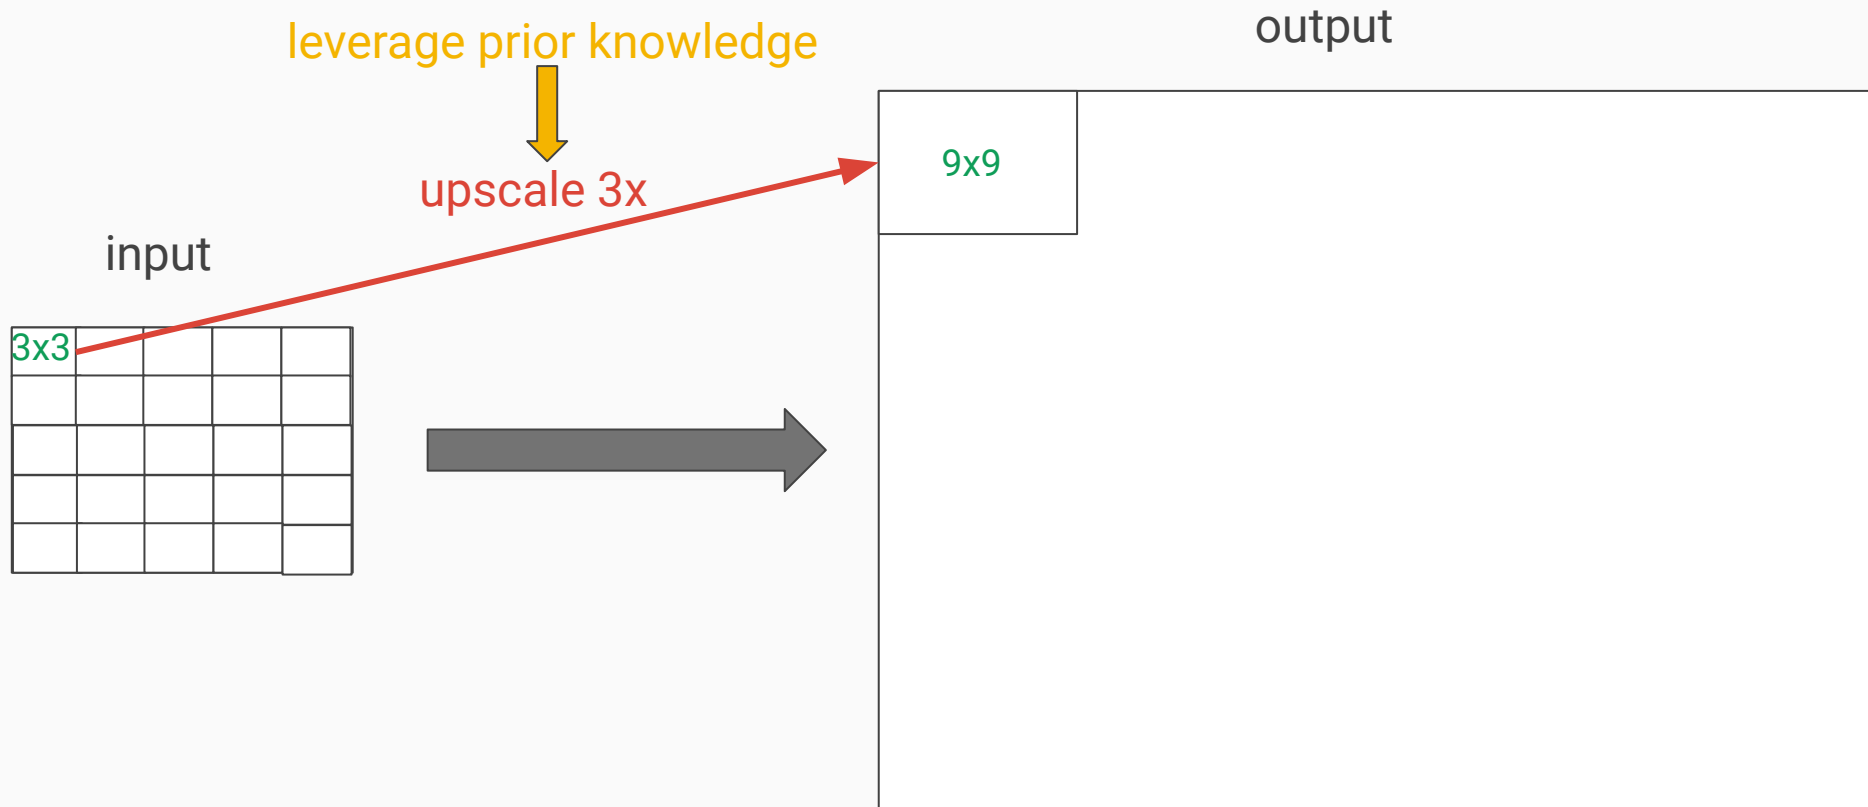 leverage prior knowledge
output
upscale 3x
9x9
input
3x3